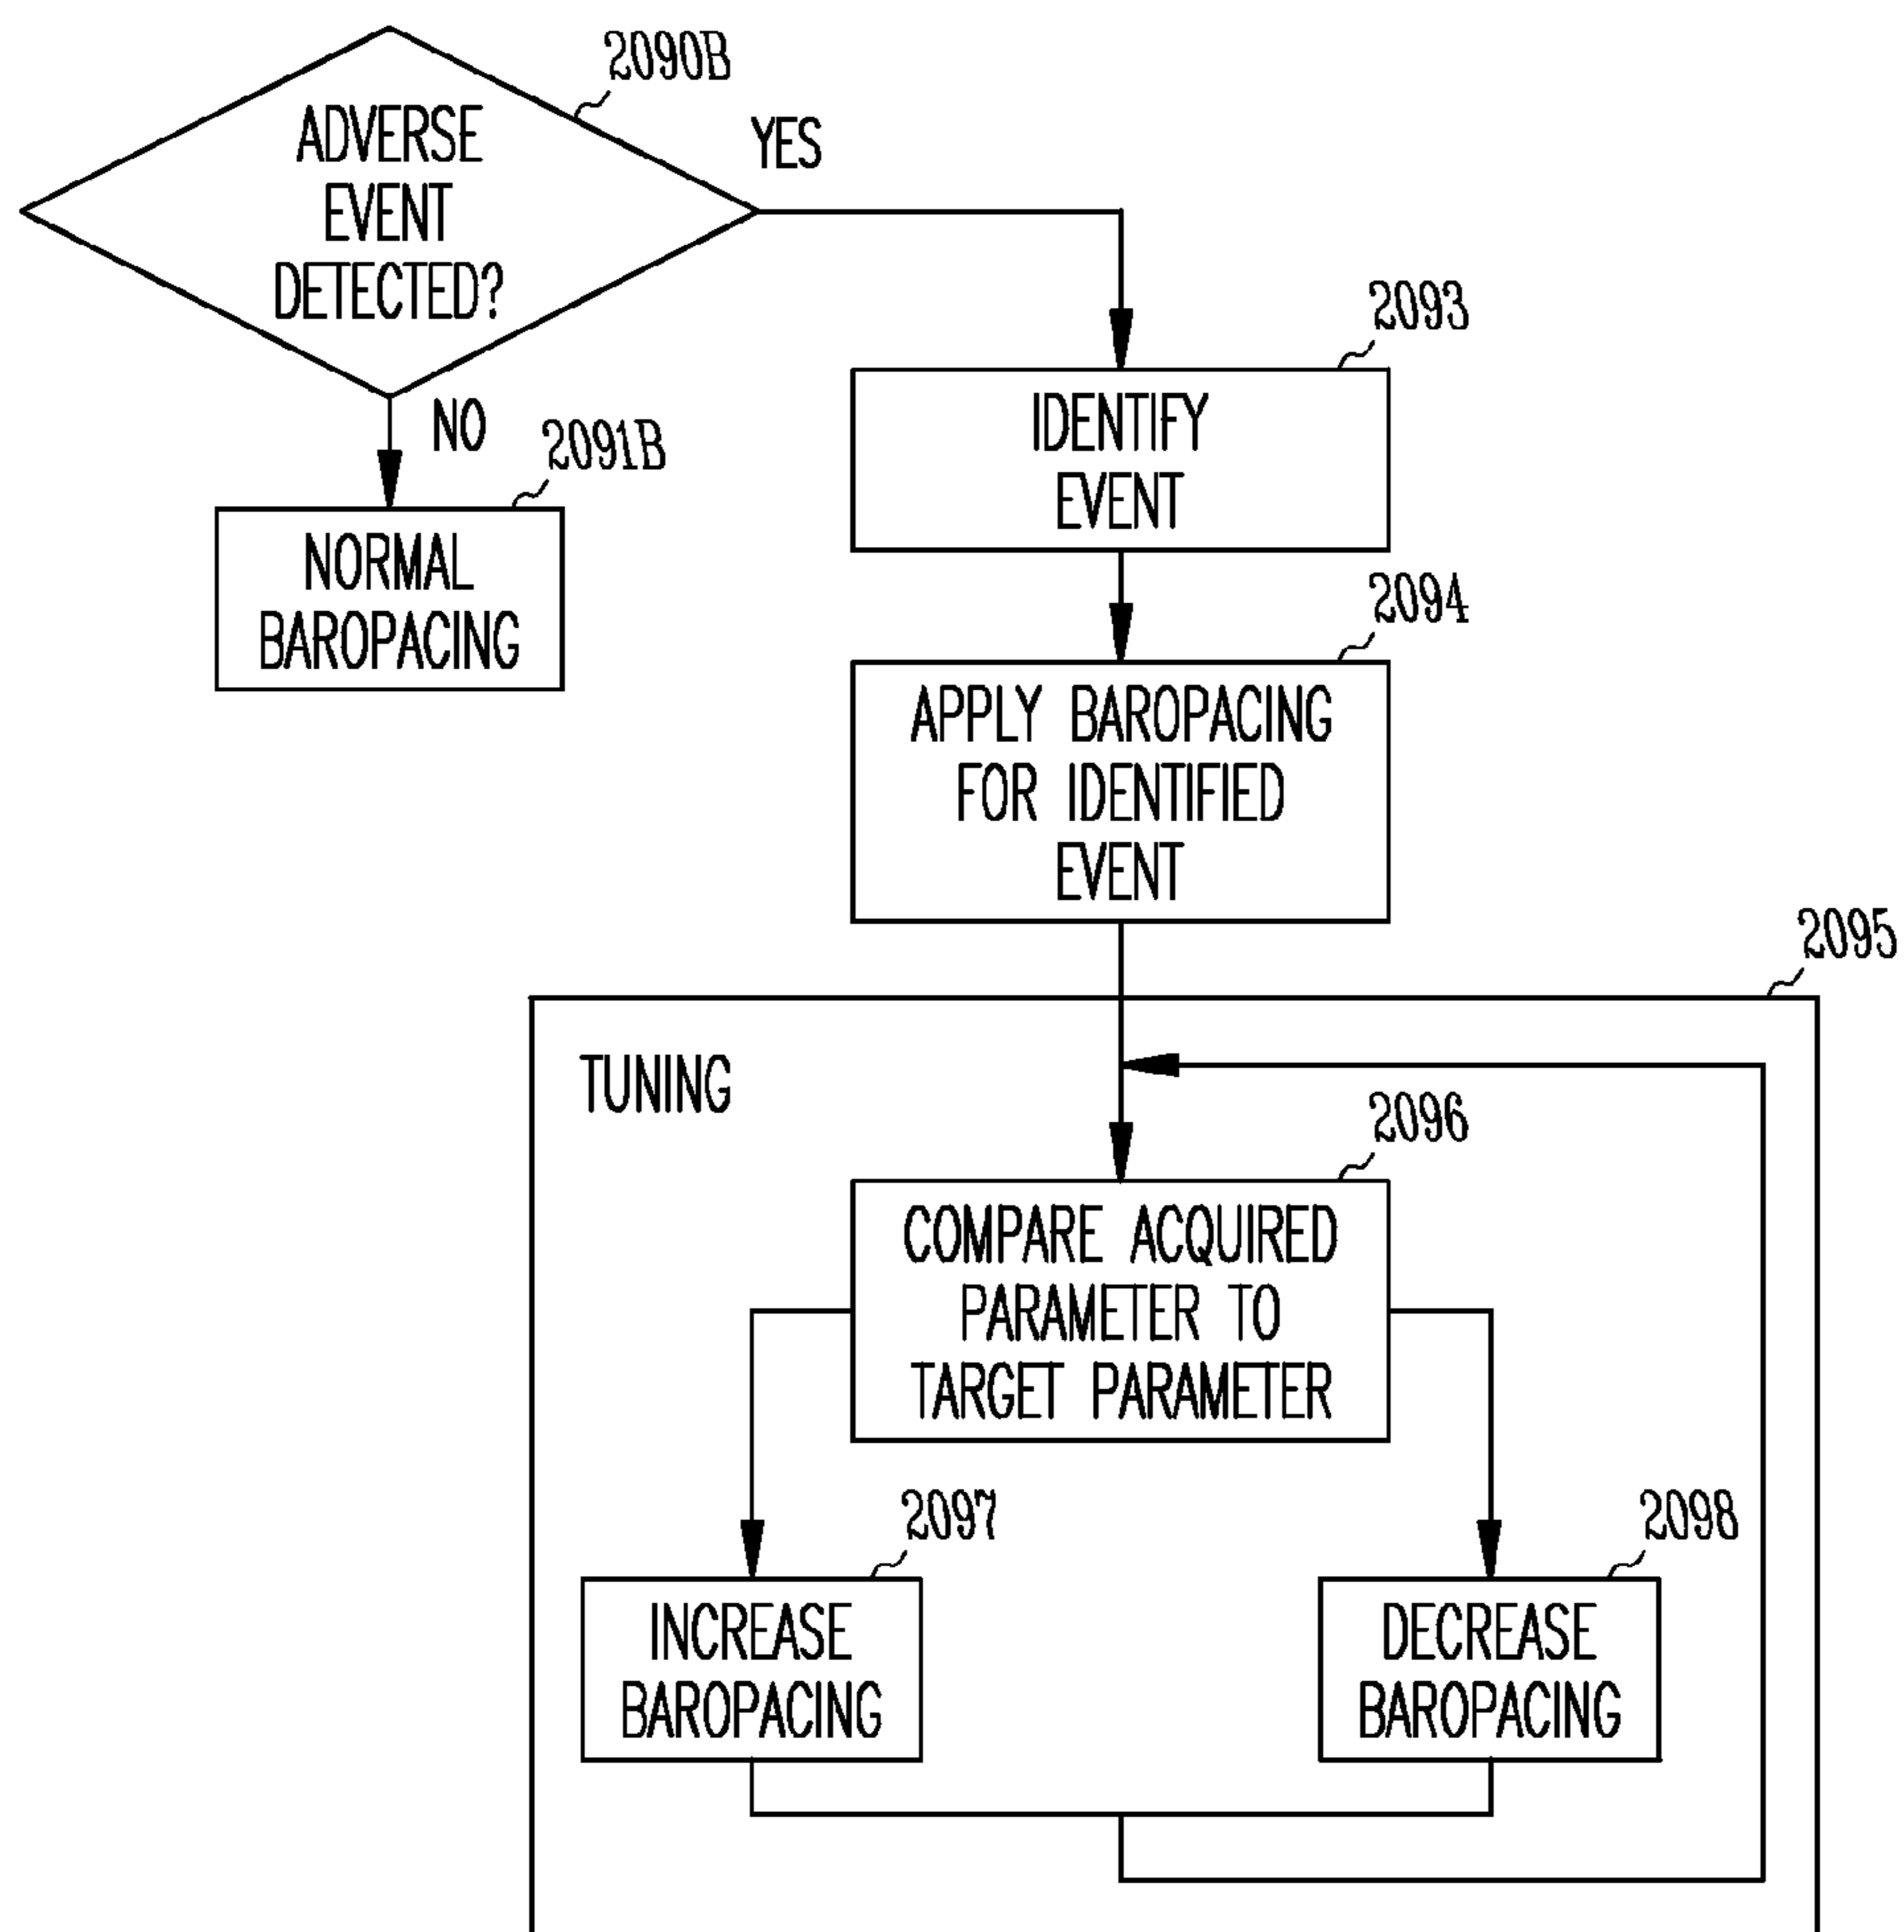 2090B
ADVERSE
EVENT
DETECTED?
YES
NO
2091B
NORMAL
BAROPACING
2093
IDENTIFY
EVENT
2094
APPLY BAROPACING
FOR IDENTIFIED
EVENT
2095
TUNING
2096
COMPARE ACQUIRED
PARAMETER TO
TARGET PARAMETER
2097
INCREASE
BAROPACING
2098
DECREASE
BAROPACING